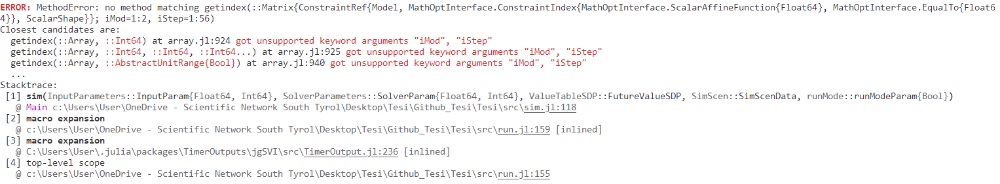 ERROR: MethodError: no method matching getindex(::Matrix{ConstraintRef{Model, MathOptInterface.ConstraintIndex{MathOptInterface.ScalarAffineFunction{Float64}, MathOptInterface.EqualTo{Float6
4}}, ScalarShape}}; iMod=1:2, iStep=1:56)
Closest candidates are:
  getindex(::Array, ::Int64) at array.jl:924 got unsupported keyword arguments "iMod", "iStep"
  getindex(::Array, ::Int64, ::Int64, ::Int64...) at array.jl:925 got unsupported keyword arguments "iMod", "iStep"
  getindex(::Array, ::AbstractUnitRange{Bool}) at array.jl:940 got unsupported keyword arguments "iMod", "iStep"
  ...
Stacktrace:
 [1] sim(InputParameters::InputParam{Float64, Int64}, SolverParameters::SolverParam{Float64, Int64}, ValueTableSDP::FutureValueSDP, SimScen::SimScenData, runMode::runModeParam{Bool})
   @ Main c:\Users\User\OneDrive - Scientific Network South Tyrol\Desktop\Tesi\Github_Tesi\Tesi\src\sim.jl:118
 [2] macro expansion
   @ c:\Users\User\OneDrive - Scientific Network South Tyrol\Desktop\Tesi\Github_Tesi\Tesi\src\run.jl:159 [inlined]
 [3] macro expansion
   @ C:\Users\User\.julia\packages\TimerOutputs\jgSVI\src\TimerOutput.jl:236 [inlined]
 [4] top-level scope
   @ c:\Users\User\OneDrive - Scientific Network South Tyrol\Desktop\Tesi\Github_Tesi\Tesi\src\run.jl:155